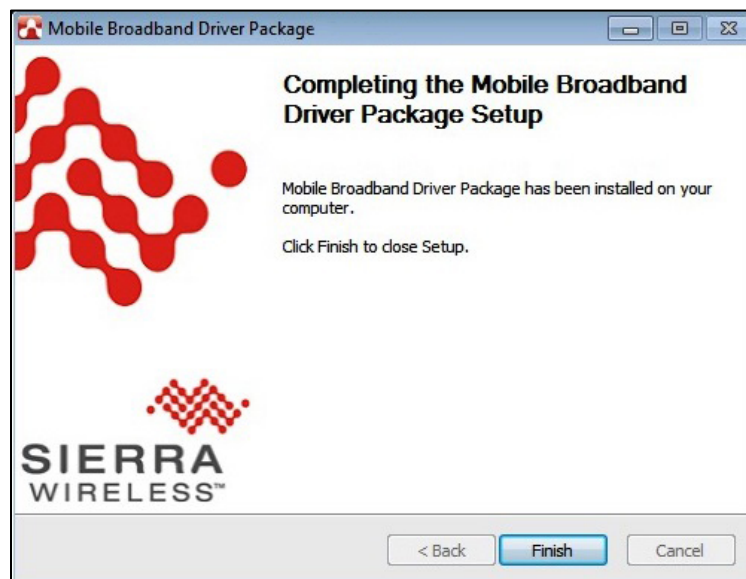 Mobile Broadband Driver Package
Completing the Mobile Broadband
Driver Package Setup
Mobile Broadband Driver Package has been installed on your
computer.
Click Finish to close Setup.
SIERRA
WIRELESS™
< Back
Finish
Cancel